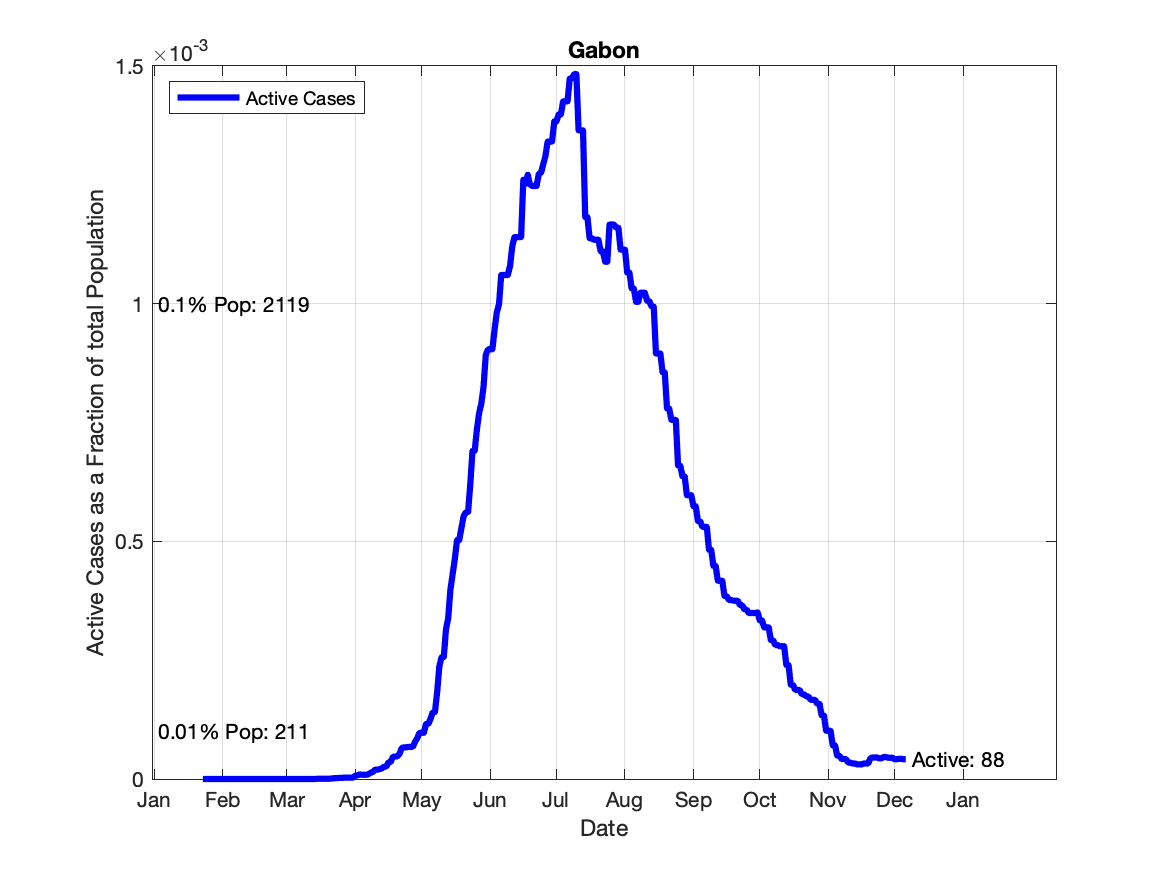 Gabon
×10-3
1.5
1
0.5
0
Active Cases
0.1% Pop: 2119
0.01% Pop: 211
Active: 88
Active Cases as a Fraction of total Population
Jan Feb Mar Apr May Jun Jul Aug Sep Oct Nov Dec Jan
Date